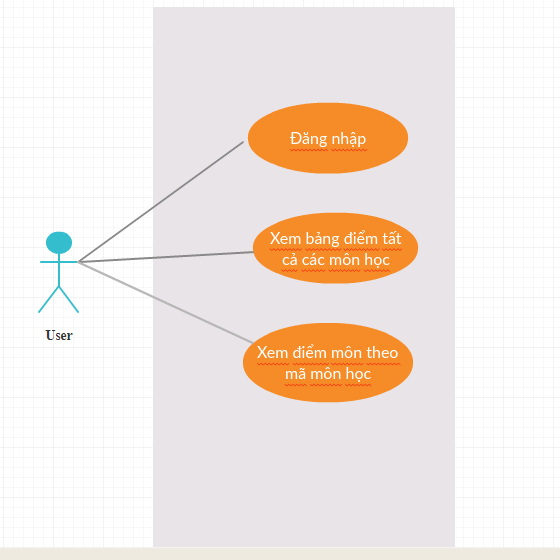 Đăng nhập
Xem bảng điểm tất
cả các môn học
User
Xem điểm môn theo
mã môn học